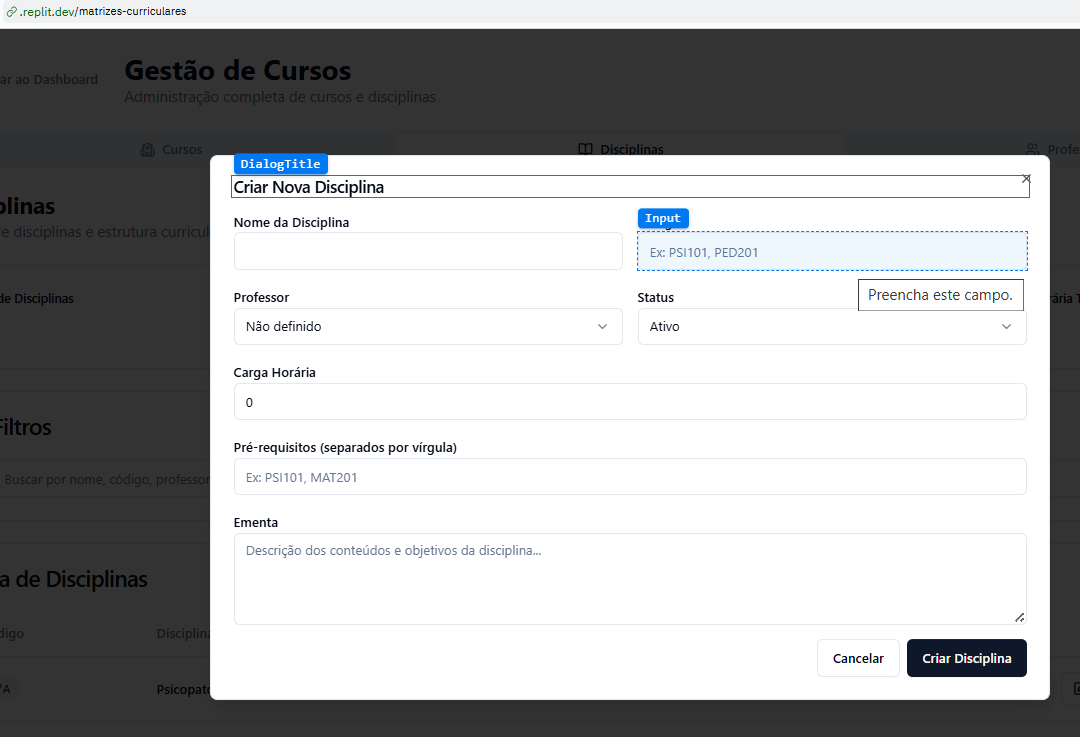 .replit.dev/matrizes-curriculares
ar ao Dashboard
Gestão de Cursos
Administração completa de cursos e disciplinas
Cursos
Disciplinas
Profe
DialogTitle
Criar Nova Disciplina
plinas
e disciplinas e estrutura curricul
Nome da Disciplina
Input
Ex: PSI101, PED201
Preencha este campo.
de Disciplinas
Professor
Status
ária T
Não definido
Ativo
Carga Horária
0
Filtros
Pré-requisitos (separados por vírgula)
Buscar por nome, código, professor
Ex: PSI101, MAT201
Ementa
Descrição dos conteúdos e objetivos da disciplina...
a de Disciplinas
digo
Disciplina
Cancelar
Criar Disciplina
/A
Psicopato